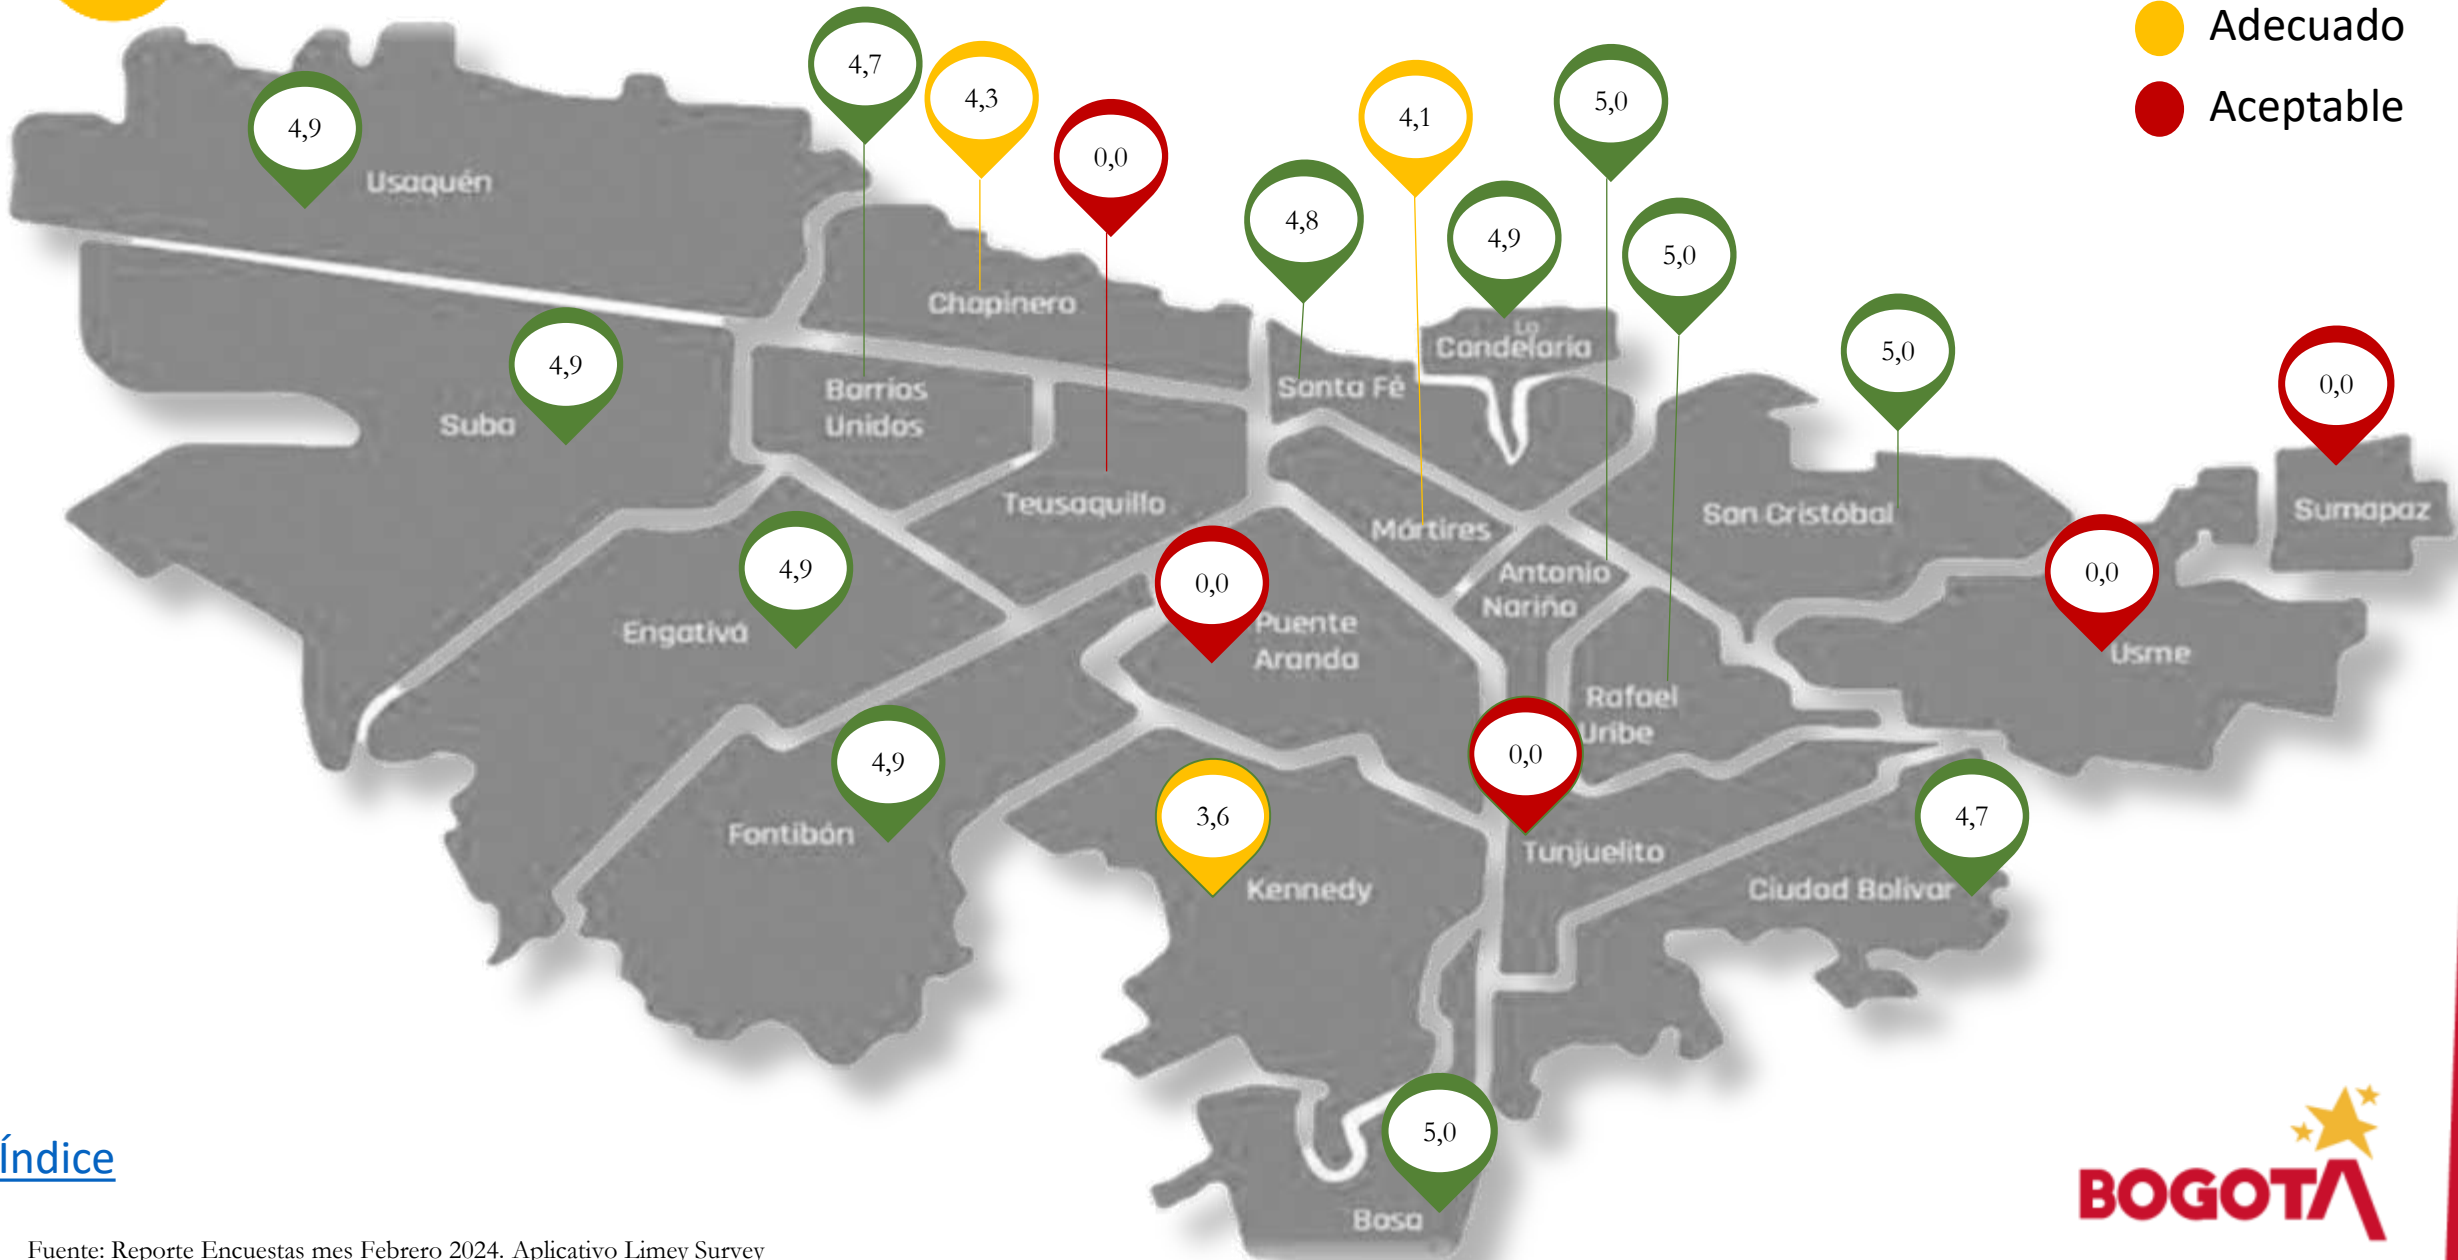 Adecuado
Aceptable
4,7
4,3
0,0
4,1
5,0
4,9
Usaquén
4,8
4,9
5,0
Chapinero
La
Candelaria
5,0
0,0
4,9
Suba
Barrios
Unidos
Santa Fé
Teusaquillo
Mártires
San Cristóbal
Sumapaz
4,9
0,0
Antonio
Nariño
0,0
Engativá
Puente
Aranda
Usme
Rafael
Uribe
4,9
0,0
Fontibón
3,6
4,7
Kennedy
Tunjuelito
Ciudad Bolivar
5,0
Bosa
Índice
BOGOTA
Fuente: Reporte Encuestas mes Febrero 2024. Aplicativo Limey Survey